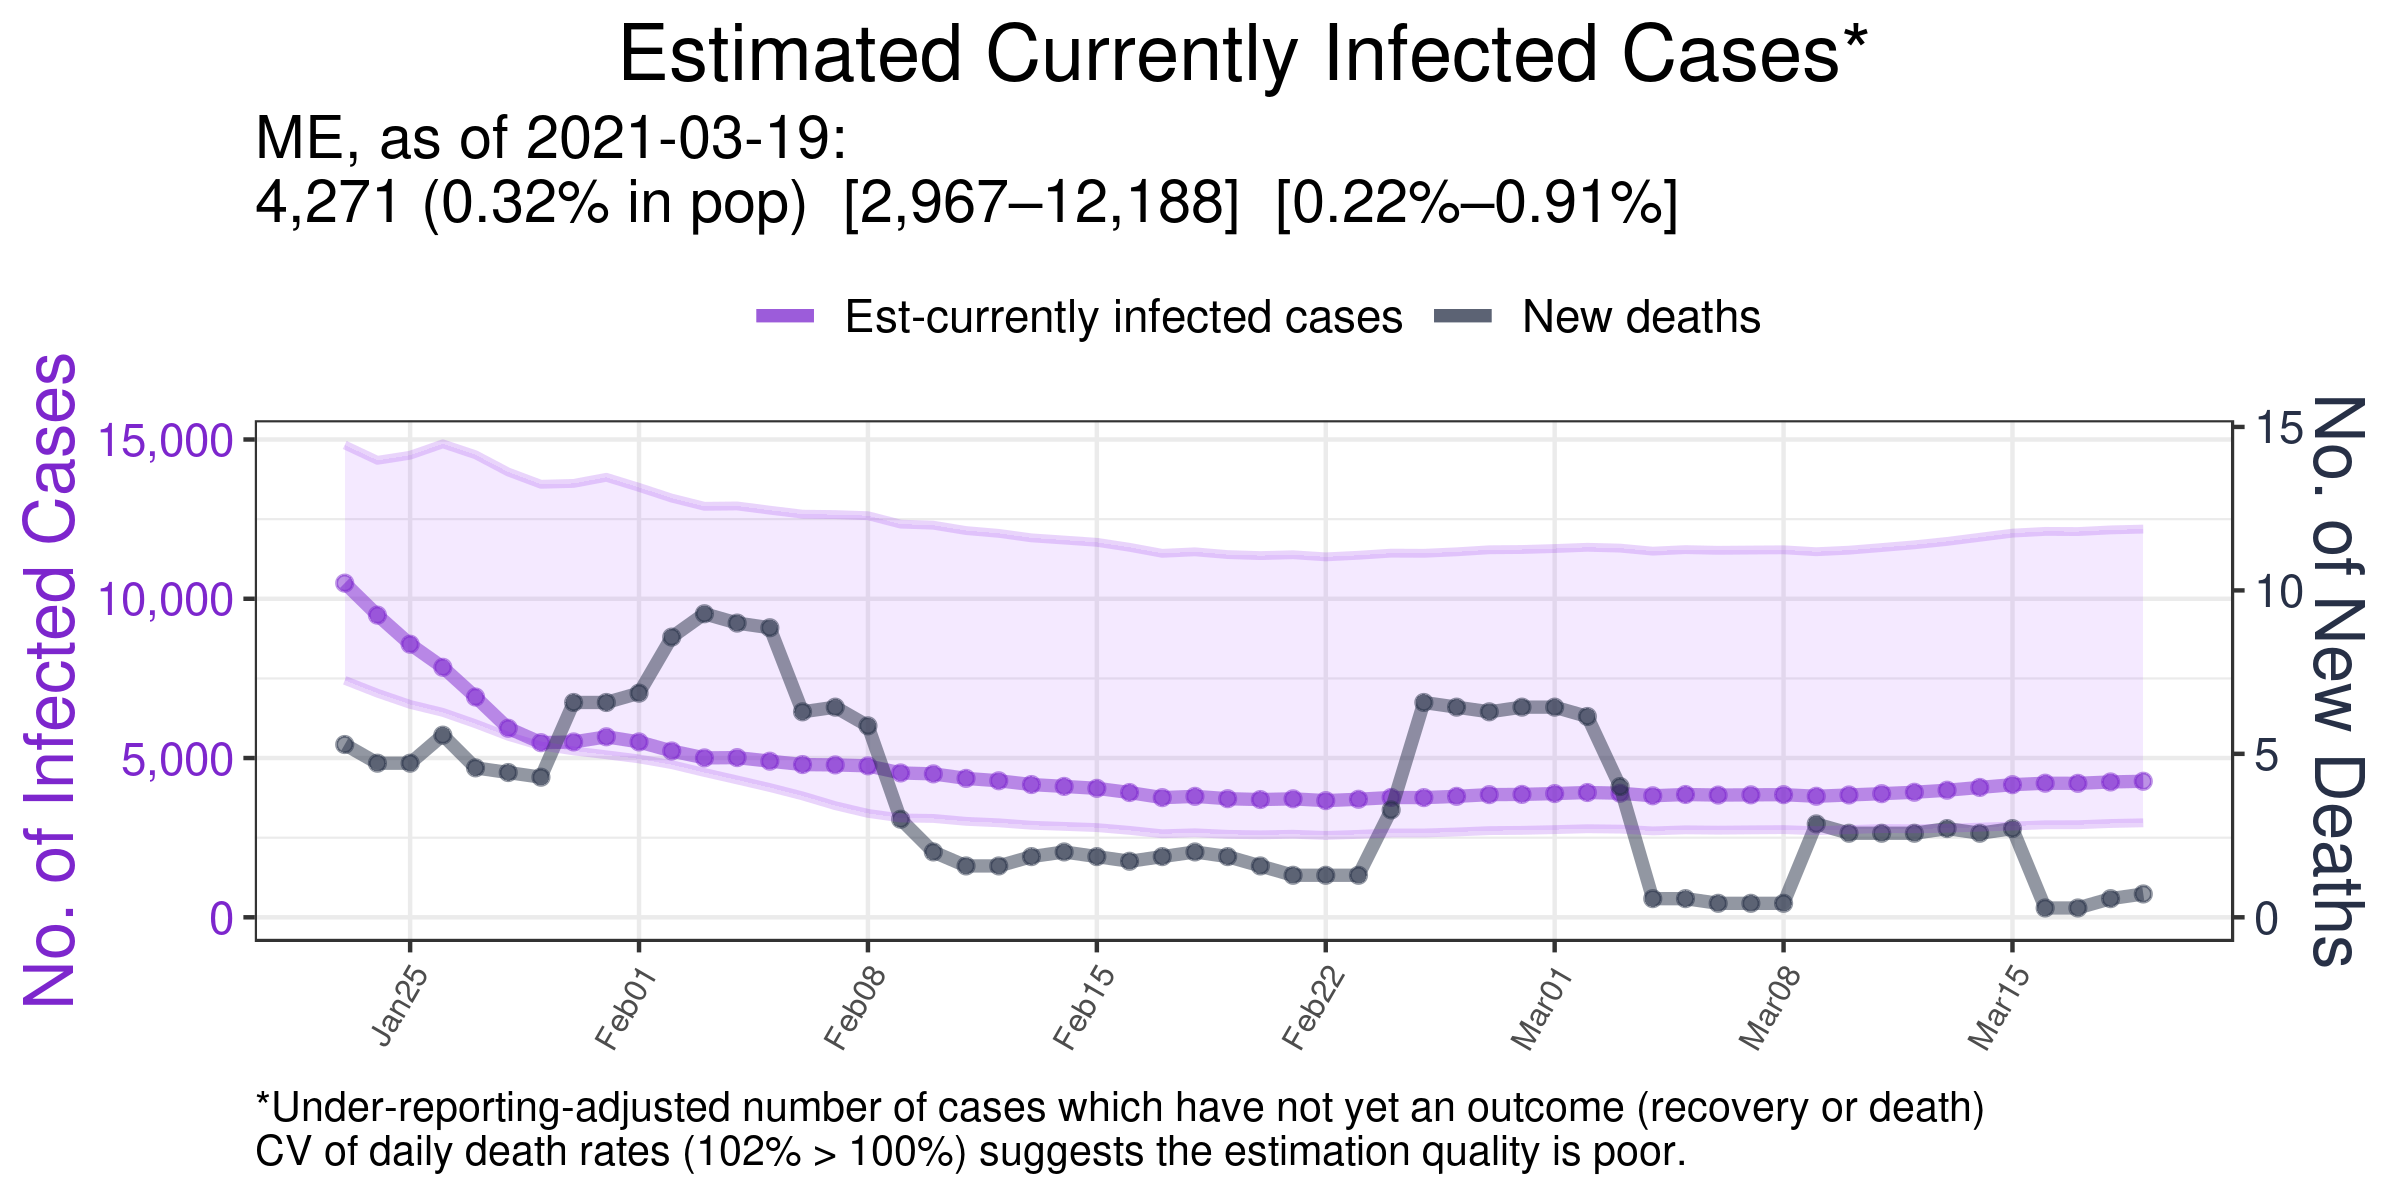 Estimated Currently Infected Cases*
ME, as of 2021-03-19:
4,271 (0.32% in pop)  [2,967–12,188]  [0.22%–0.91%]
Est-currently infected cases
New deaths
No. of Infected Cases
15,000
10,000
5,000
0
15
10
5
0
No. of New Deaths
Jan25
Feb01
Feb08
Feb15
Feb22
Mar01
Mar08
Mar15
*Under-reporting-adjusted number of cases which have not yet an outcome (recovery or death)
CV of daily death rates (102% > 100%) suggests the estimation quality is poor.